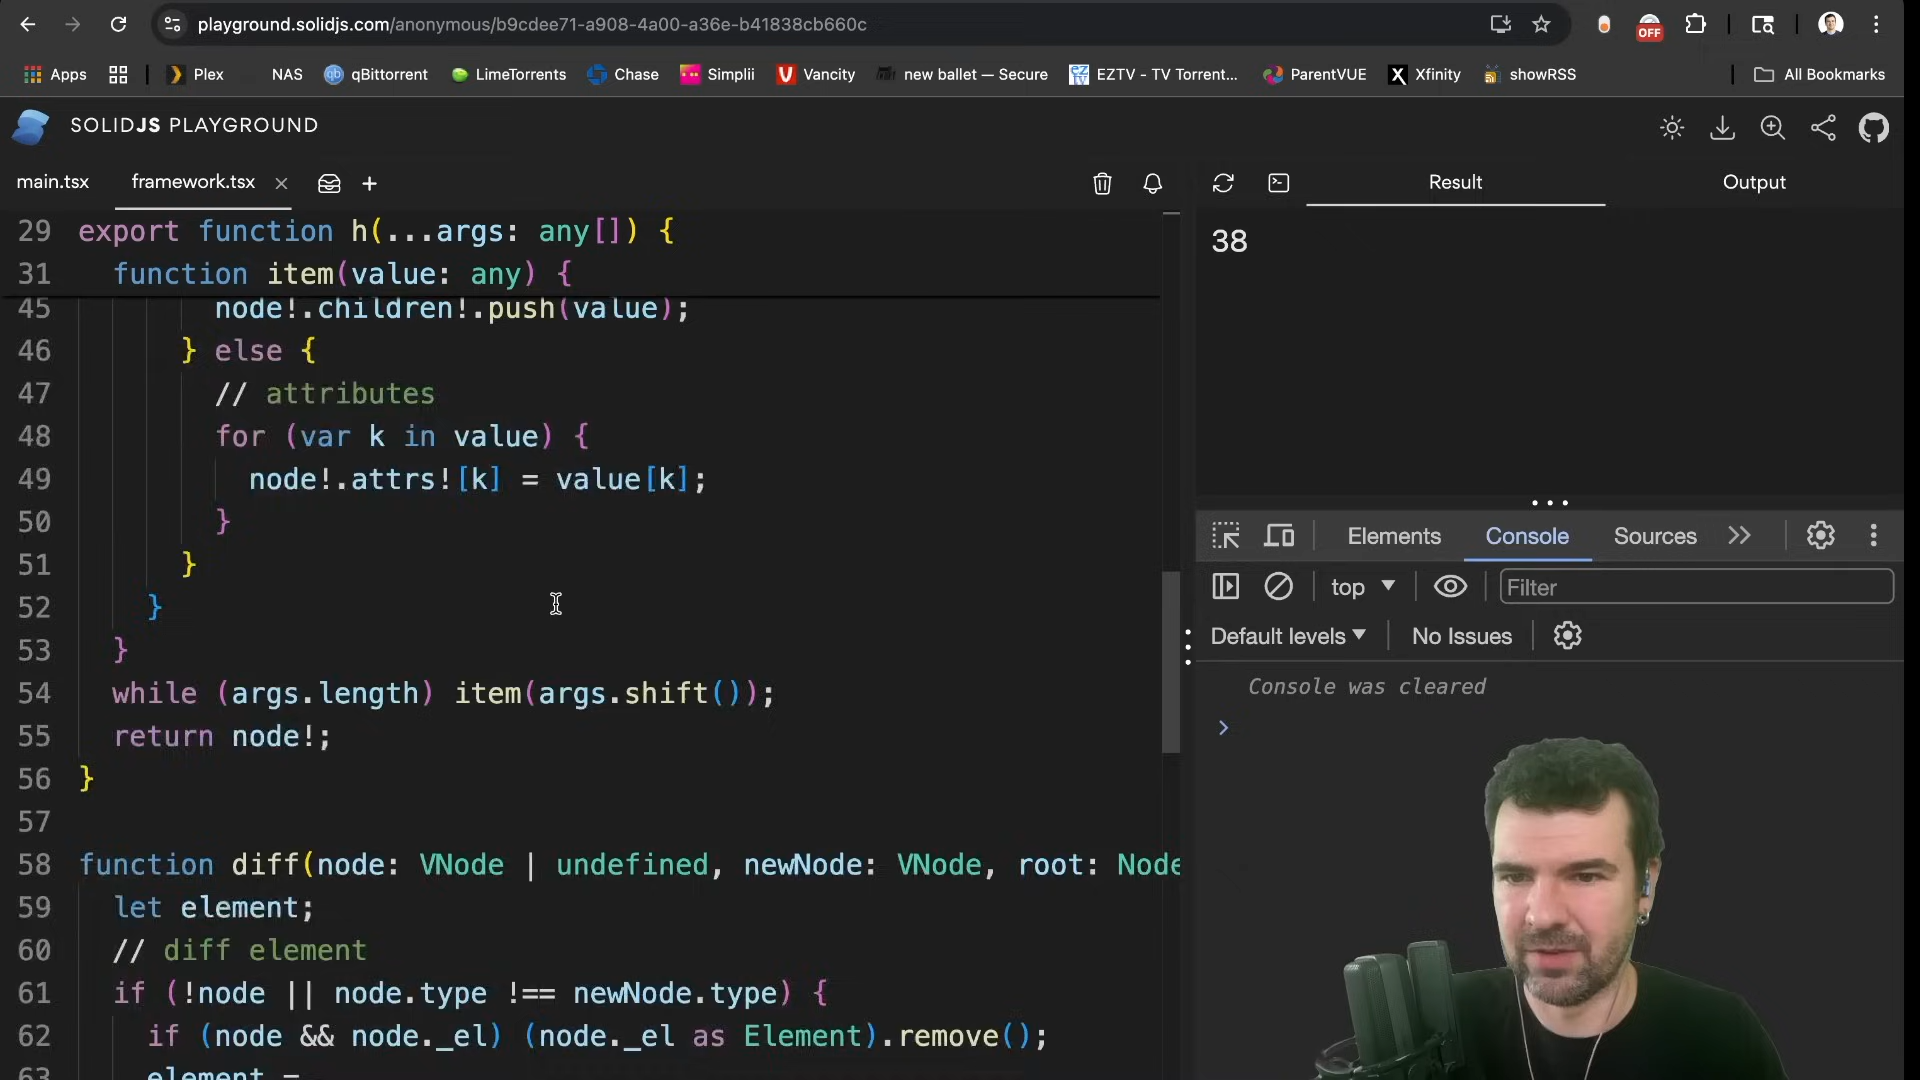 playground.solidjs.com/anonymous/b9cdee71-a908-4a00-a36e-b41838cb660c
OFF
Apps
Plex
NAS
qb qBittorrent
LimeTorrents
Chase
Simplii
Vancity
new ballet — Secure
EZTV - TV Torrent...
ParentVUE
X Xfinity
showRSS
All Bookmarks
SOLIDJS PLAYGROUND
main.tsx
framework.tsx
Result
Output
29 export function h(...args: any[]) {
31 function item(value: any) {
45 node!.children!.push(value);
46 } else {
47 // attributes
48 for (var k in value) {
49 node!.attrs![k] = value[k];
50 }
51 }
52 }
53 }
54 while (args.length) item(args.shift());
55 return node!;
56 }
57
58 function diff(node: VNode | undefined, newNode: VNode, root: Node
59 let element;
60 // diff element
61 if (!node || node.type !== newNode.type) {
62 if (node && node._el) (node._el as Element).remove();
63 element =
38
Elements
Console
Sources
top
Filter
Default levels
No Issues
Console was cleared